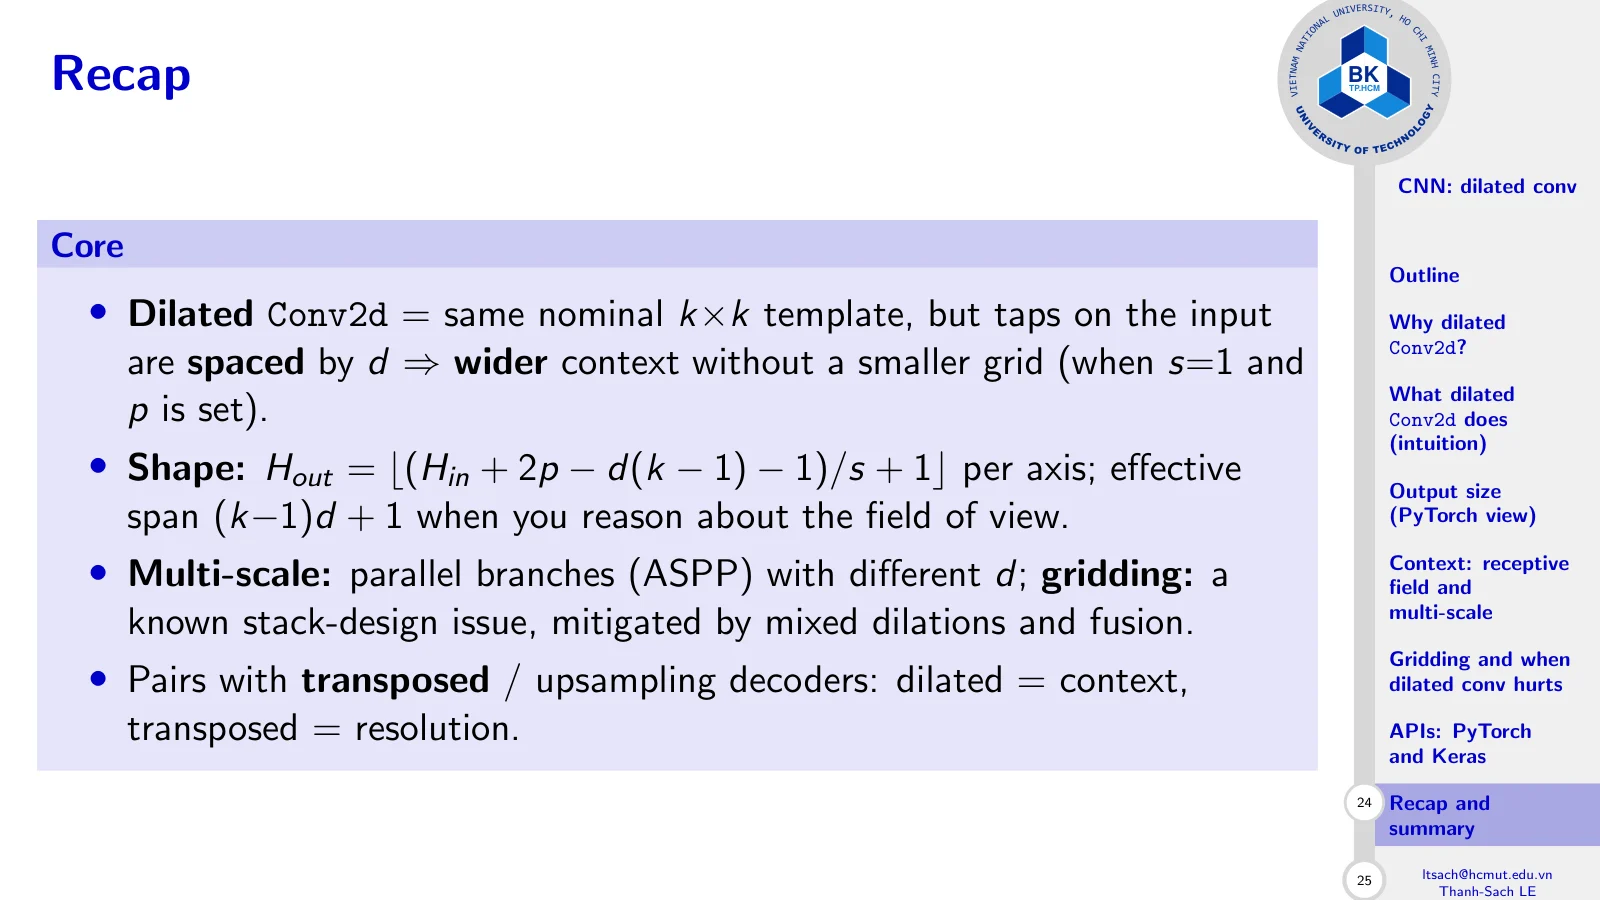 Recap
Core
• Dilated Conv2d = same nominal k×k template, but taps on the input
are spaced by d ⇒ wider context without a smaller grid (when s=1 and
p is set).
• Shape: H_out = ⌊(H_in + 2p − d(k − 1) − 1)/s + 1⌋ per axis; effective
span (k−1)d + 1 when you reason about the field of view.
• Multi-scale: parallel branches (ASPP) with different d; gridding: a
known stack-design issue, mitigated by mixed dilations and fusion.
• Pairs with transposed / upsampling decoders: dilated = context,
transposed = resolution.
VIETNAM NATIONAL UNIVERSITY, HO CHI MINH CITY
BK
TP.HCM
UNIVERSITY OF TECHNOLOGY
CNN: dilated conv
Outline
Why dilated
Conv2d?
What dilated
Conv2d does
(intuition)
Output size
(PyTorch view)
Context: receptive
field and
multi-scale
Gridding and when
dilated conv hurts
APIs: PyTorch
and Keras
24
Recap and
summary
25
ltsach@hcmut.edu.vn
Thanh-Sach LE